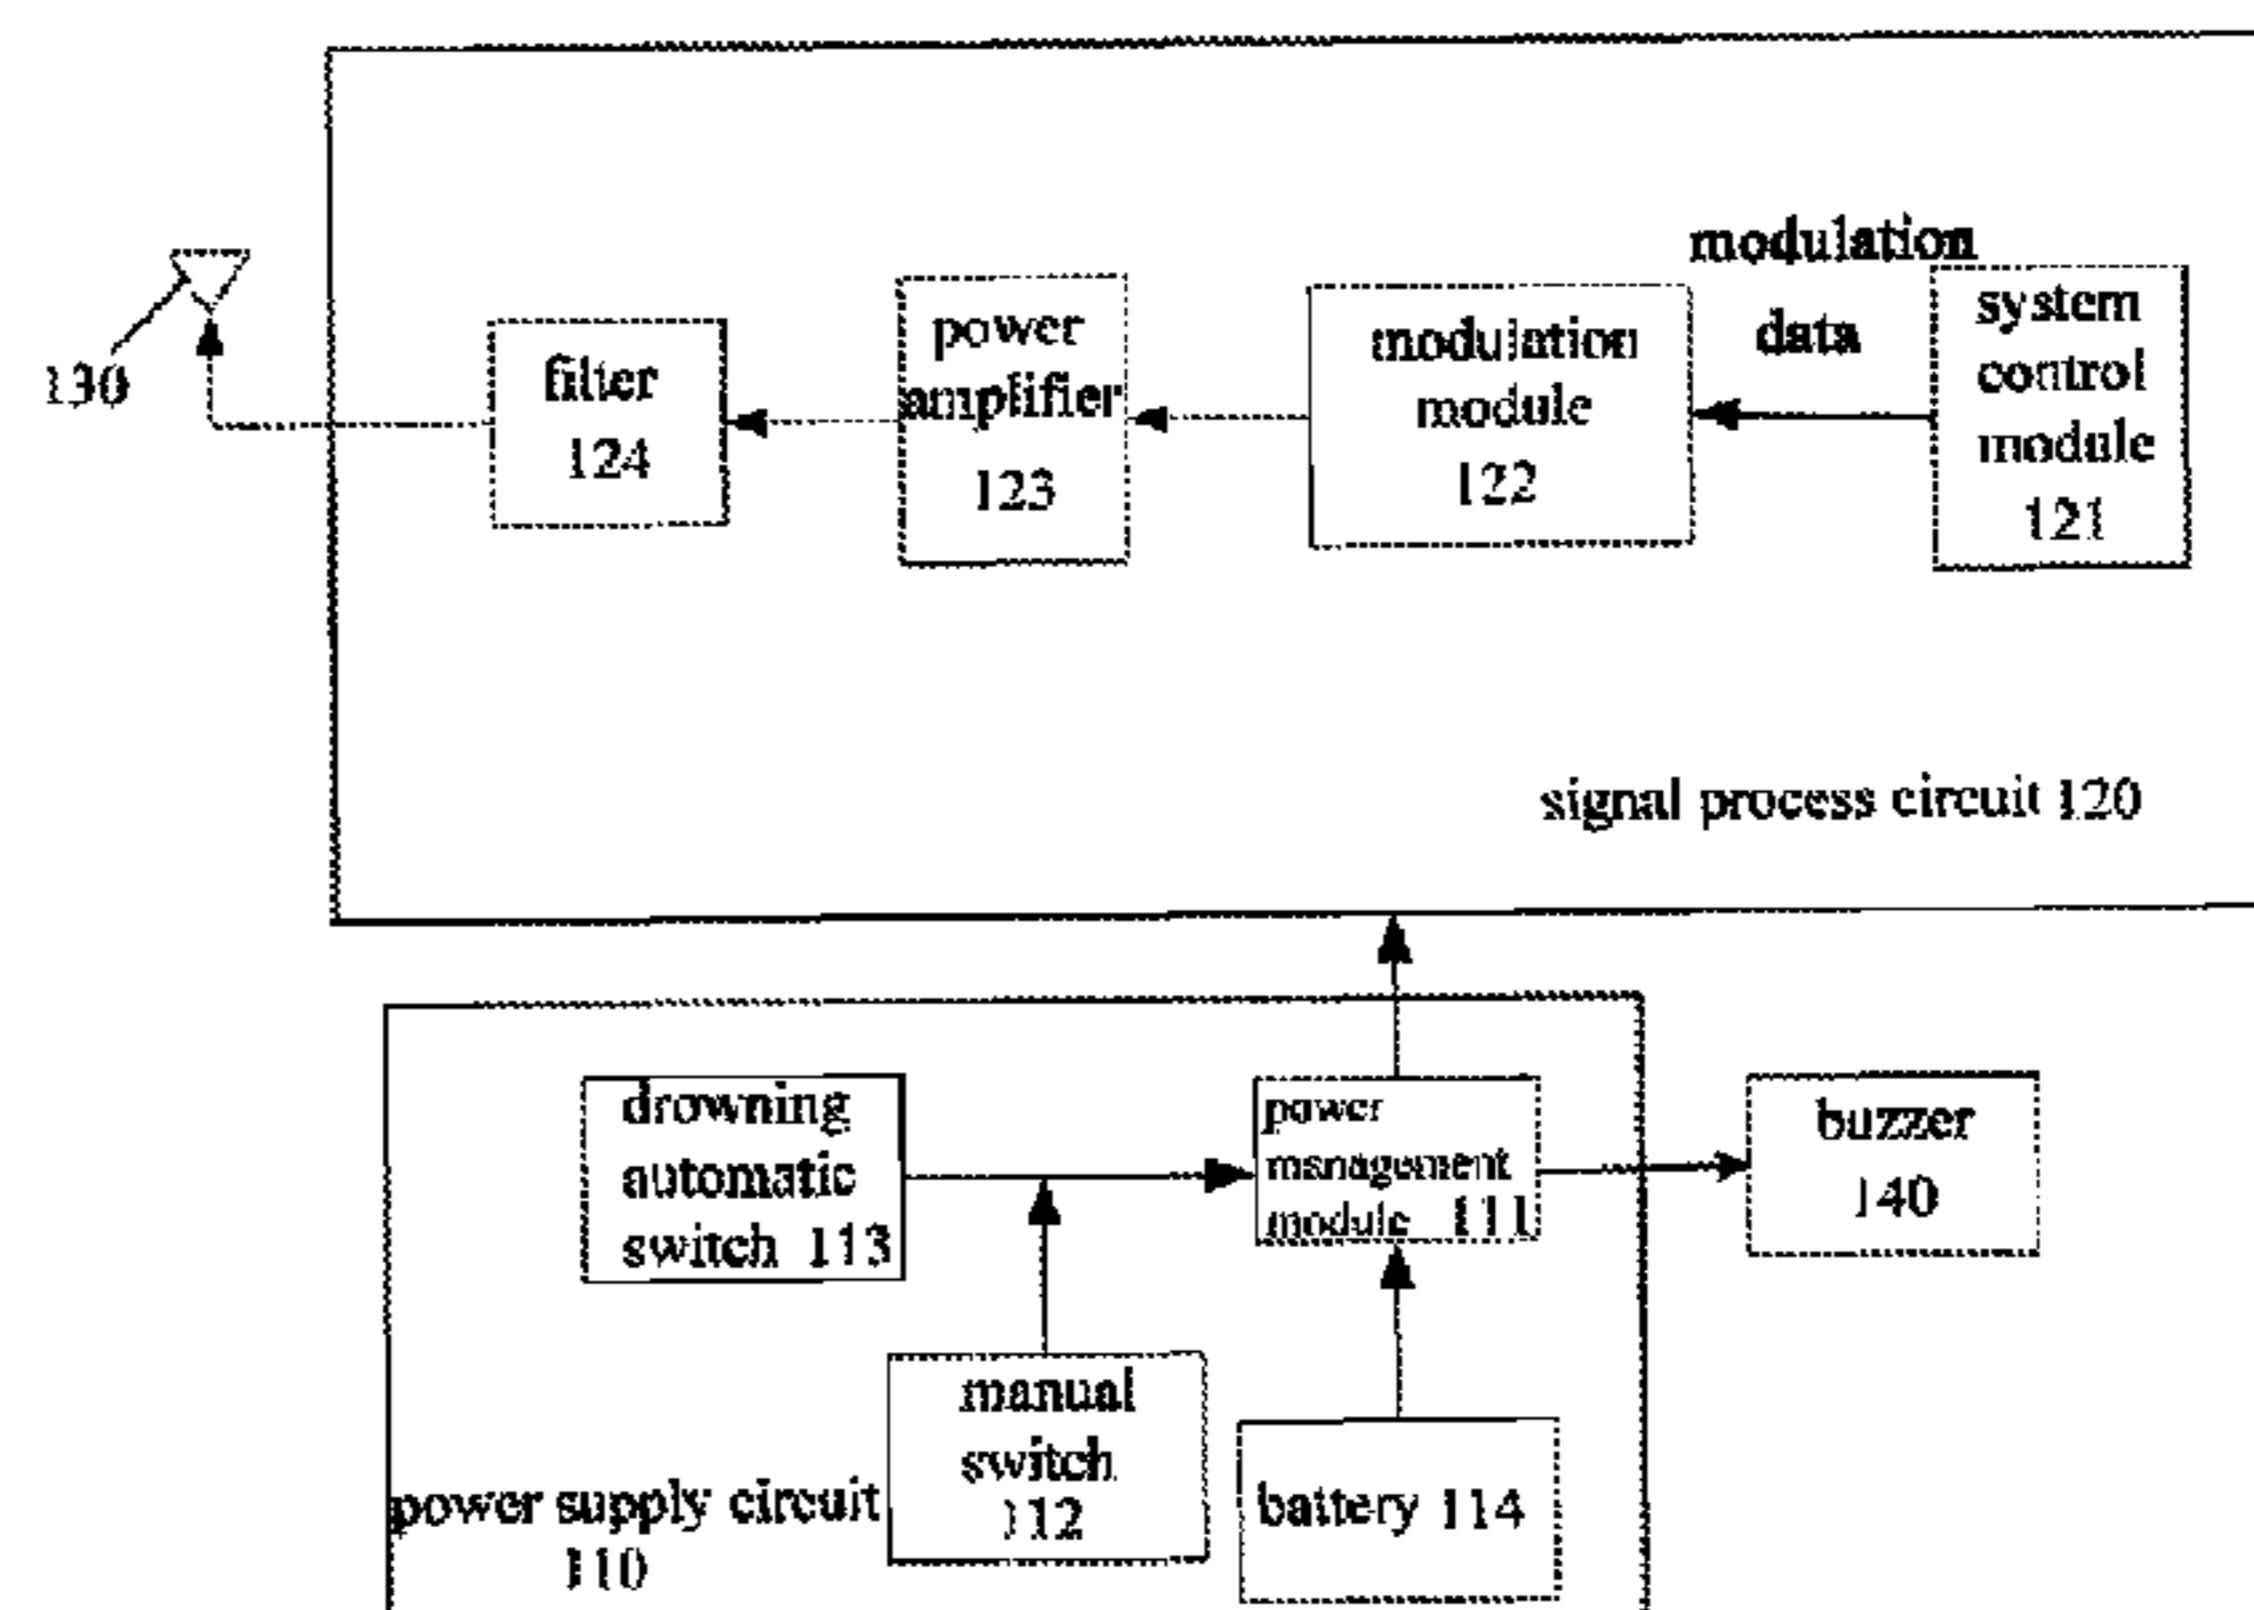 modulation
data
130
filter
124
power
amplifier
123
modulation
module
122
system
control
module
121
signal process circuit 120
drowning
automatic
switch 113
power
management
module 111
buzzer
140
manual
switch
112
battery 114
power supply circuit
110